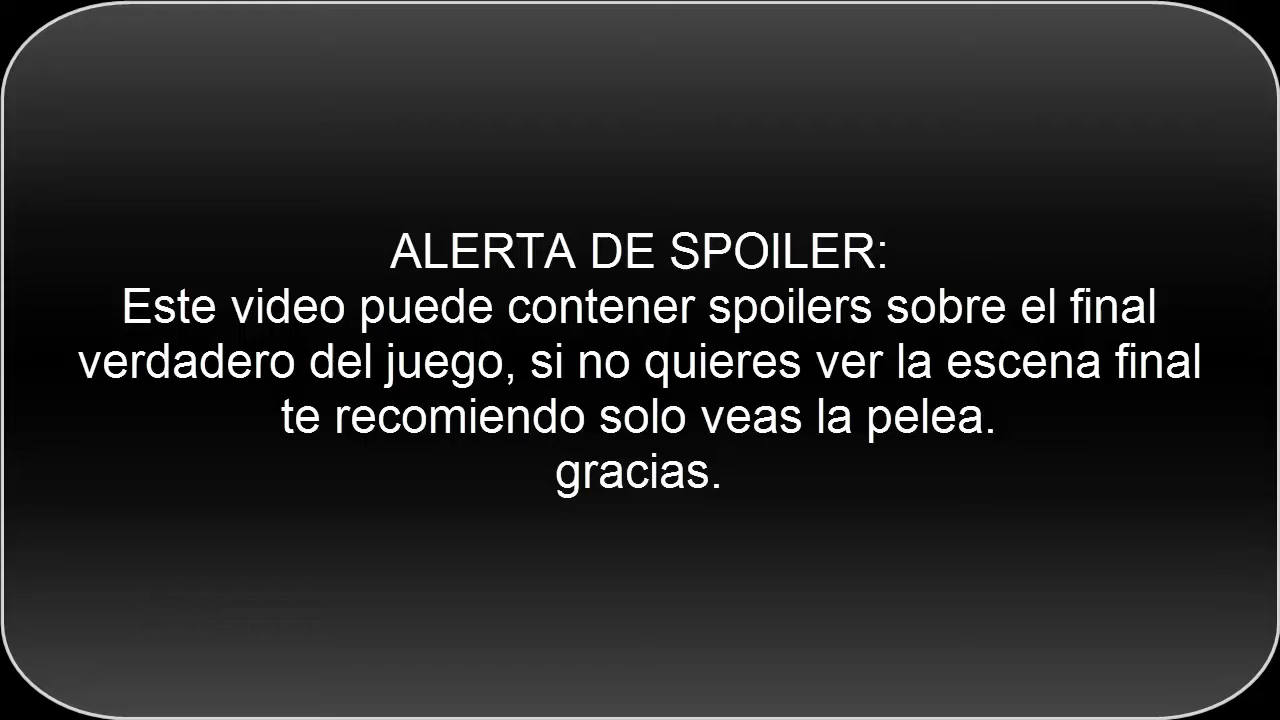 ALERTA DE SPOILER:
Este video puede contener spoilers sobre el final
verdadero del juego, si no quieres ver la escena final
te recomiendo solo veas la pelea.
gracias.